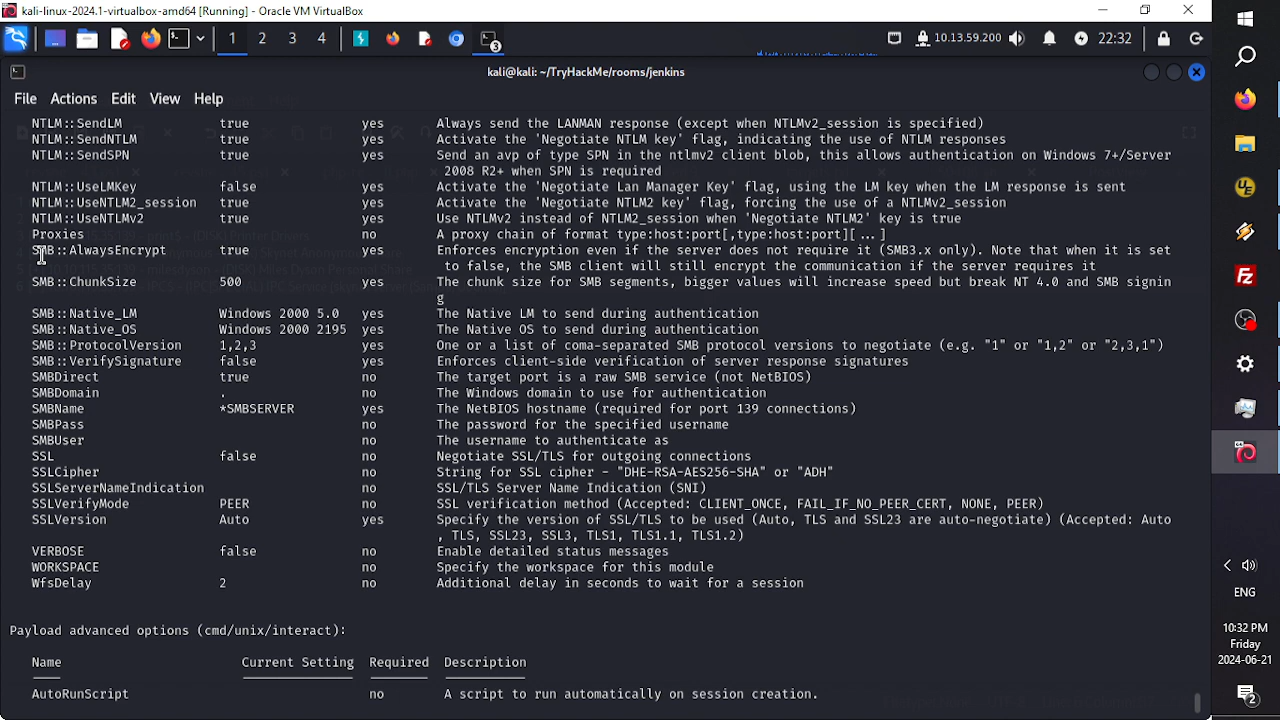 kali-linux-2024.1-virtualbox-amd64 [Running] - Oracle VM VirtualBox
1 2 3 4 3 10.13.59.200 22:32
kali@kali: ~/TryHackMe/rooms/jenkins
File Actions Edit View Help
NTLM::SendLM true yes Always send the LANMAN response (except when NTLMv2_session is specified)
NTLM::SendNTLM true yes Activate the 'Negotiate NTLM key' flag, indicating the use of NTLM responses
NTLM::SendSPN true yes Send an avp of type SPN in the ntlmv2 client blob, this allows authentication on Windows 7+/Server
2008 R2+ when SPN is required
NTLM::UseLMKey false yes Activate the 'Negotiate Lan Manager Key' flag, using the LM key when the LM response is sent
NTLM::UseNTLM2_session true yes Activate the 'Negotiate NTLM2 key' flag, forcing the use of a NTLMv2_session
NTLM::UseNTLMv2 true yes Use NTLMv2 instead of NTLM2_session when 'Negotiate NTLM2' key is true
Proxies no A proxy chain of format type:host:port[,type:host:port][ ... ]
SMB::AlwaysEncrypt true yes Enforces encryption even if the server does not require it (SMB3.x only). Note that when it is set
to false, the SMB client will still encrypt the communication if the server requires it
SMB::ChunkSize 500 yes The chunk size for SMB segments, bigger values will increase speed but break NT 4.0 and SMB signin
g
SMB::Native_LM Windows 2000 5.0 yes The Native LM to send during authentication
SMB::Native_OS Windows 2000 2195 yes The Native OS to send during authentication
SMB::ProtocolVersion 1,2,3 yes One or a list of coma-separated SMB protocol versions to negotiate (e.g. "1" or "1,2" or "2,3,1")
SMB::VerifySignature false yes Enforces client-side verification of server response signatures
SMBDirect true no The target port is a raw SMB service (not NetBIOS)
SMBDomain . no The Windows domain to use for authentication
SMBName *SMBSERVER yes The NetBIOS hostname (required for port 139 connections)
SMBPass no The password for the specified username
SMBUser no The username to authenticate as
SSL false no Negotiate SSL/TLS for outgoing connections
SSLCipher no String for SSL cipher - "DHE-RSA-AES256-SHA" or "ADH"
SSLServerNameIndication no SSL/TLS Server Name Indication (SNI)
SSLVerifyMode PEER no SSL verification method (Accepted: CLIENT_ONCE, FAIL_IF_NO_PEER_CERT, NONE, PEER)
SSLVersion Auto yes Specify the version of SSL/TLS to be used (Auto, TLS and SSL23 are auto-negotiate) (Accepted: Auto
, TLS, SSL23, SSL3, TLS1, TLS1.1, TLS1.2)
VERBOSE false no Enable detailed status messages
WORKSPACE no Specify the workspace for this module
WfsDelay 2 no Additional delay in seconds to wait for a session
Payload advanced options (cmd/unix/interact):
Name Current Setting Required Description
AutoRunScript no A script to run automatically on session creation.
ENG
10:32 PM
Friday
2024-06-21
2